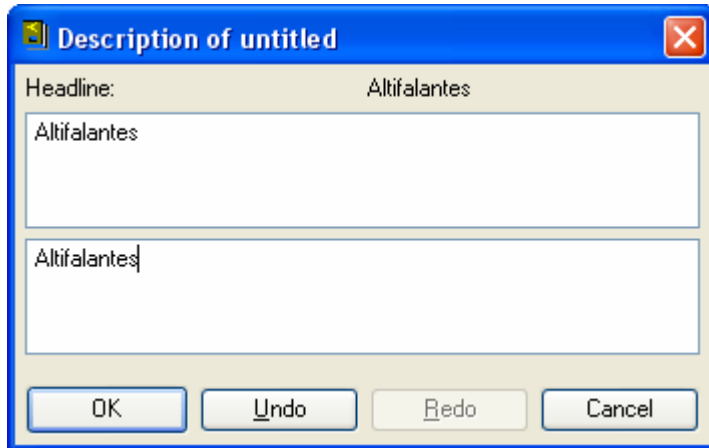 Description of untitled
Headline: Altifalantes
Altifalantes
Altifalantes
OK Undo Redo Cancel